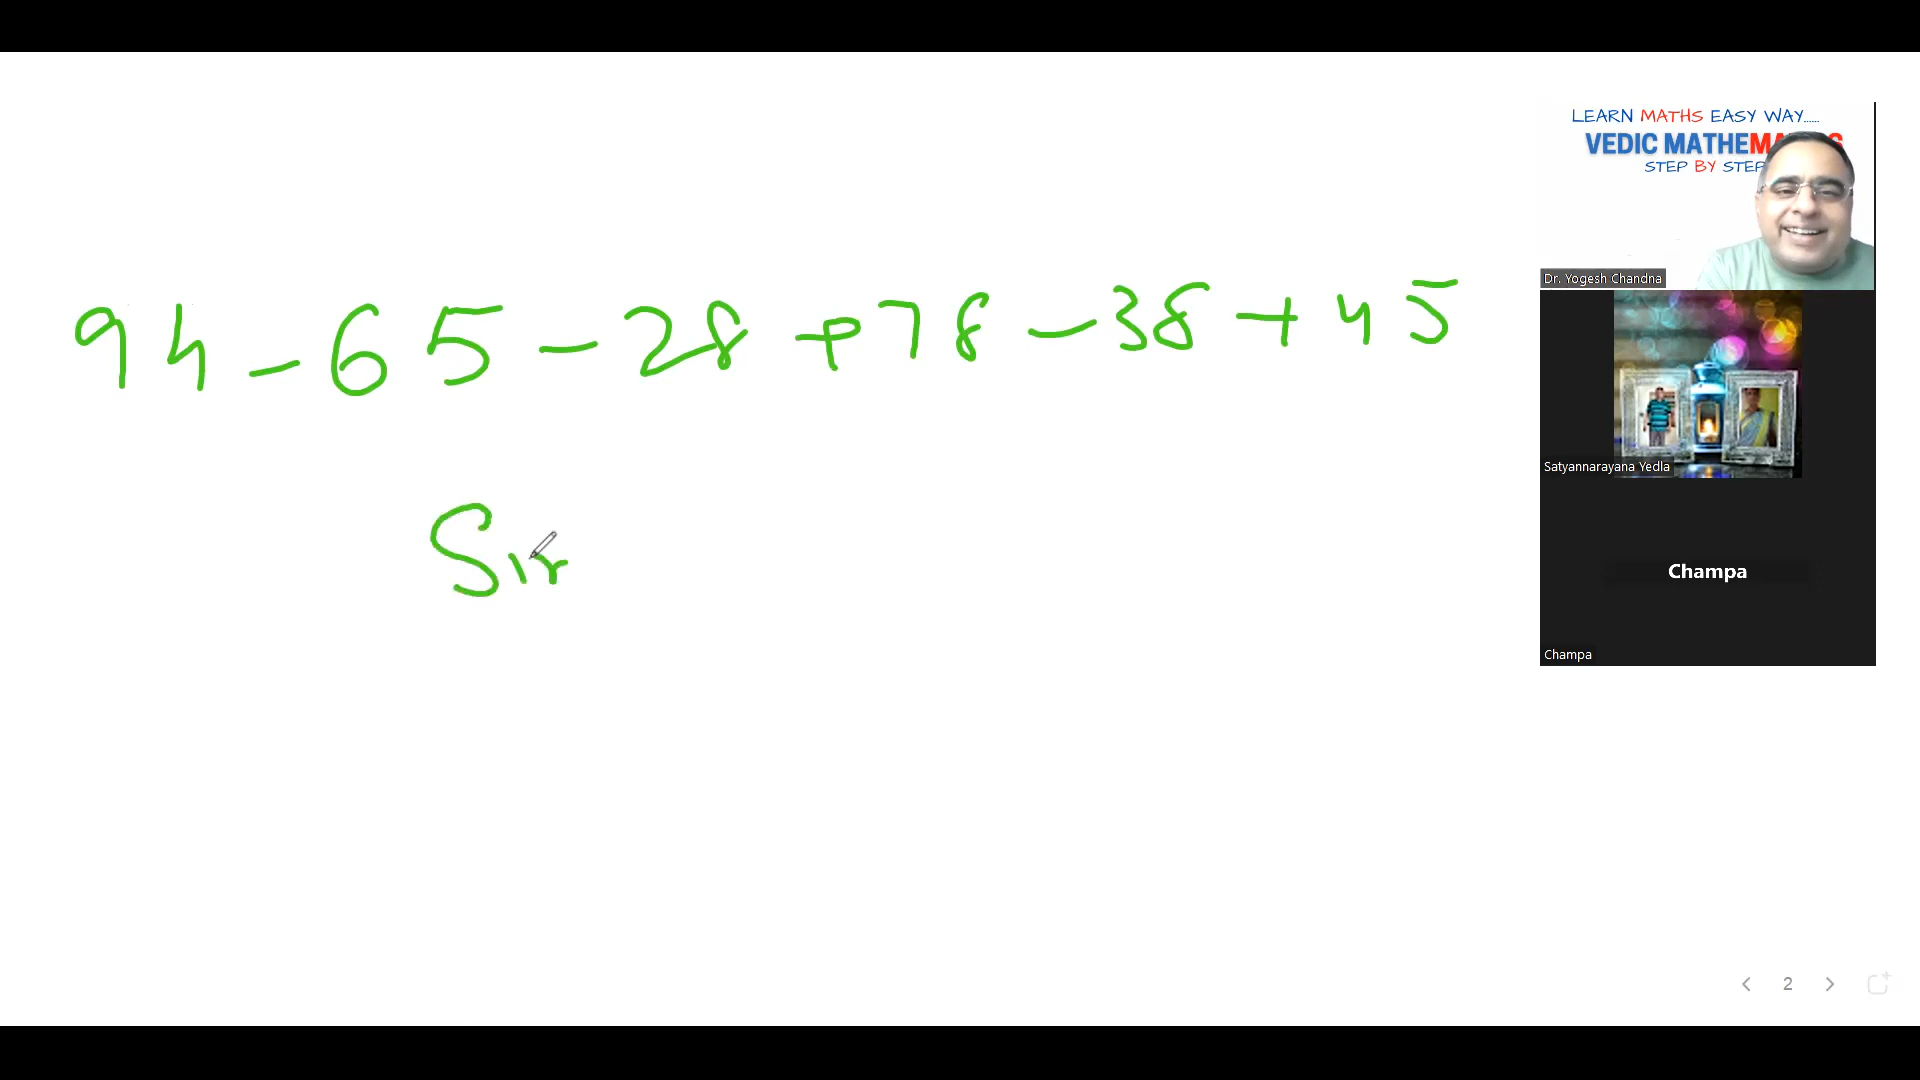 LEARN MATHS EASY WAY......
VEDIC MATHEMA
STEP BY STEP
Dr. Yogesh Chandna
94 - 65 - 28 + 78 - 38 + 45
Satyannarayana Yedla
Sir
Champa
Champa
2